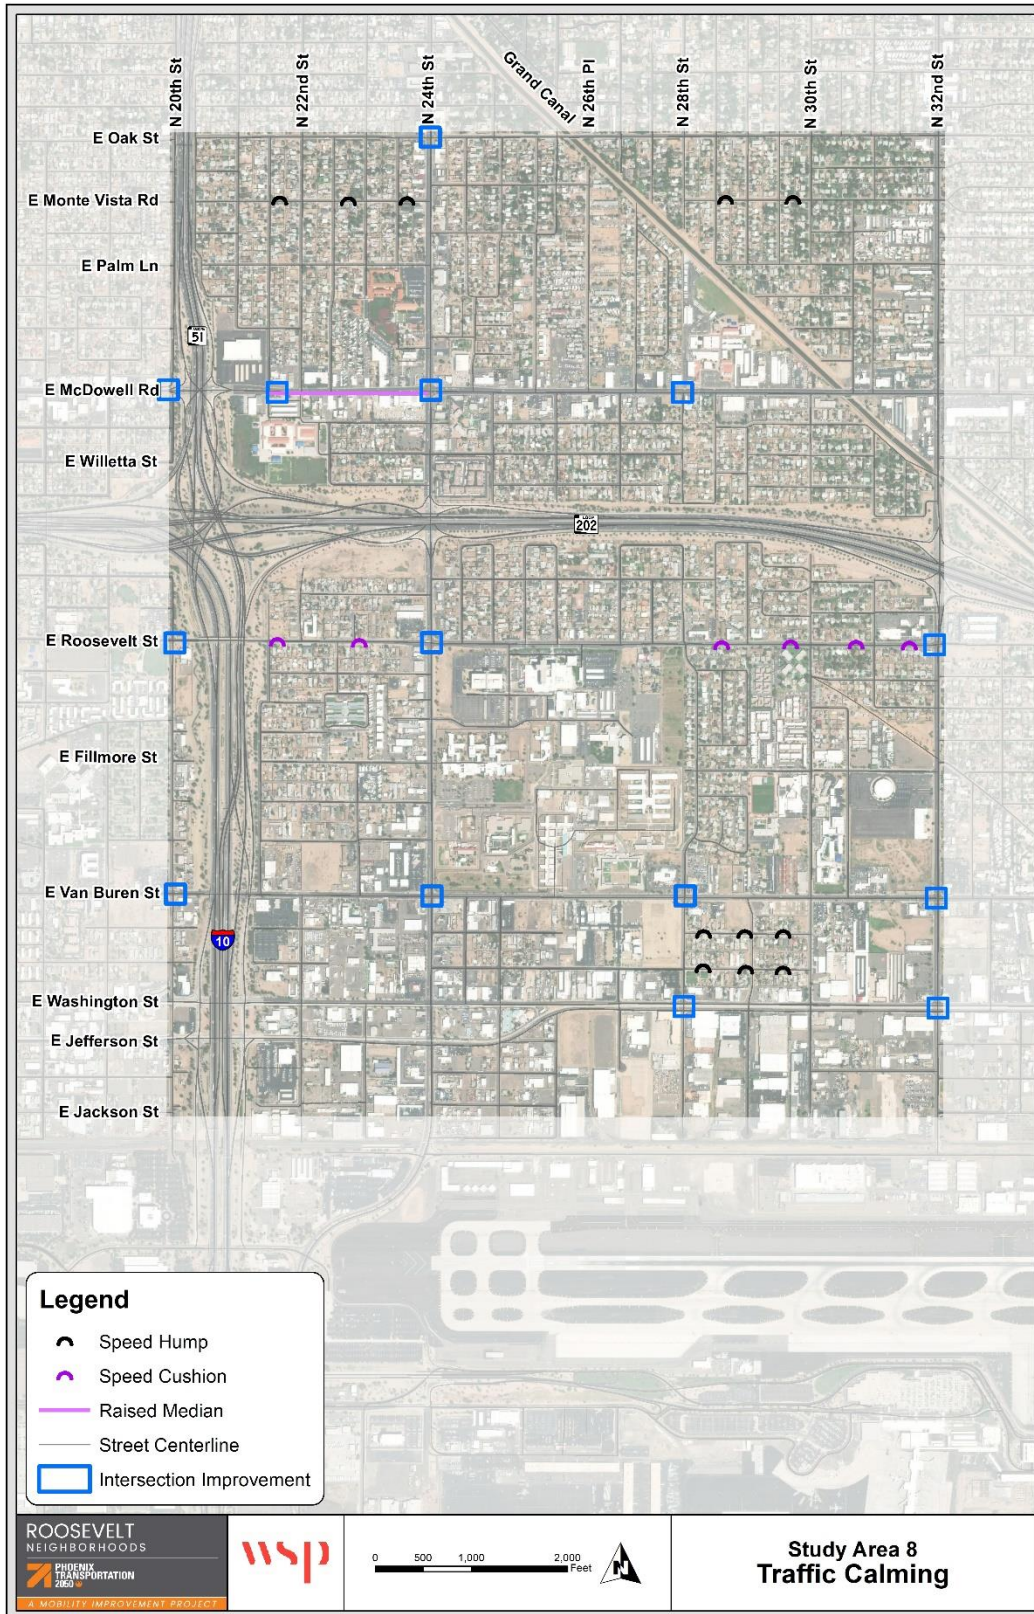 N 20th St
N 22nd St
N 24th St
Grand Canal
N 26th Pl
N 28th St
N 30th St
N 32nd St
E Oak St
E Monte Vista Rd
E Palm Ln
51
E McDowell Rd
E Willetta St
LOOP
202
E Roosevelt St
E Fillmore St
E Van Buren St
10
E Washington St
E Jefferson St
E Jackson St
Legend
Speed Hump
Speed Cushion
Raised Median
Street Centerline
Intersection Improvement
ROOSEVELT
NEIGHBORHOODS
PHOENIX
TRANSPORTATION
2050
A MOBILITY IMPROVEMENT PROJECT
wsp
0 500 1,000 2,000
Feet
N
Study Area 8
Traffic Calming